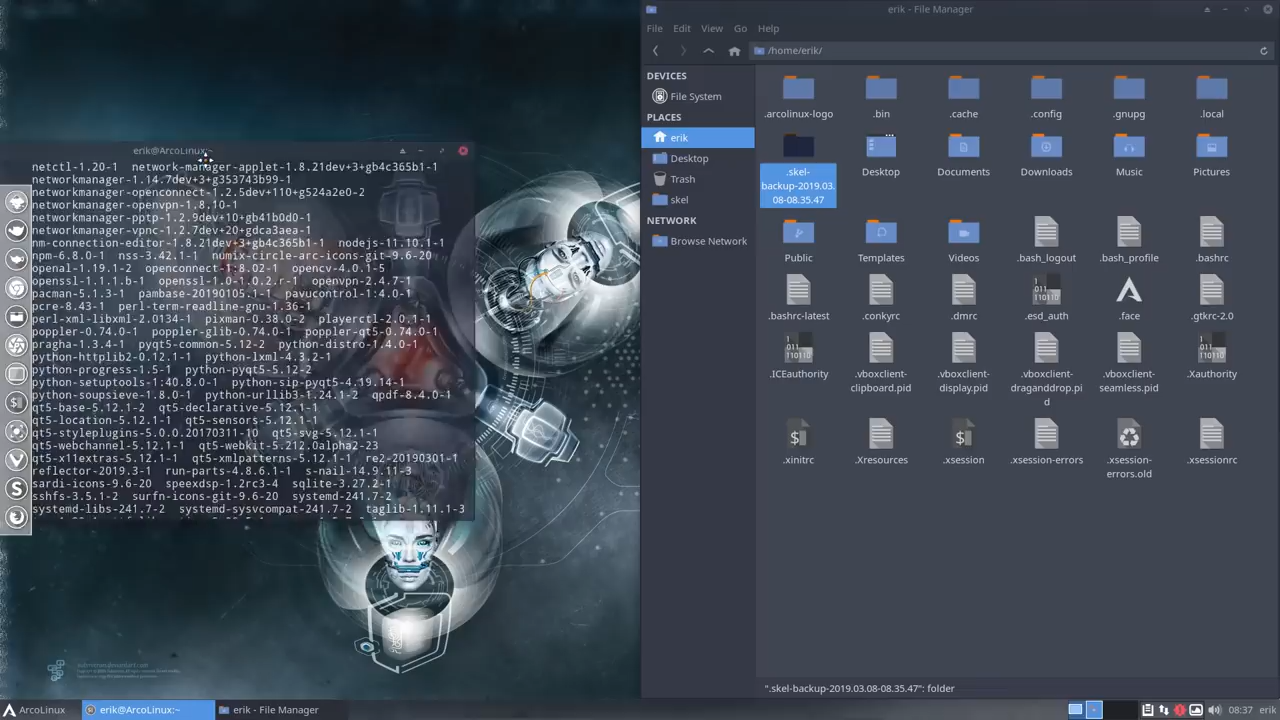 erik@ArcoLinux:~
netctl-1.20-1 network-manager-applet-1.8.21dev+3+gb4c365b1-1
networkmanager-1.14.7dev+3+g353743b99-1
networkmanager-openconnect-1.2.5dev+110+g524a2e0-2
networkmanager-openvpn-1.8.10-1
networkmanager-pptp-1.2.9dev+10+gb41b0d0-1
networkmanager-vpnc-1.2.7dev+20+gdca3aea-1
nm-connection-editor-1.8.21dev+3+gb4c365b1-1 nodejs-11.10.1-1
npm-6.8.0-1 nss-3.42.1-1 numix-circle-arc-icons-git-9.6-20
openal-1.19.1-2 openconnect-1:8.02-1 opencv-4.0.1-5
openssl-1.1.1.b-1 openssl-1.0-1.0.2.r-1 openvpn-2.4.7-1
pacman-5.1.3-1 pambase-20190105.1-1 pavucontrol-1:4.0-1
pcre-8.43-1 perl-term-readline-gnu-1.36-1
perl-xml-libxml-2.0134-1 pixman-0.38.0-2 playerctl-2.0.1-1
poppler-0.74.0-1 poppler-glib-0.74.0-1 poppler-qt5-0.74.0-1
pragha-1.3.4-1 pyqt5-common-5.12-2 python-distro-1.4.0-1
python-httplib2-0.12.1-1 python-lxml-4.3.2-1
python-progress-1.5-1 python-pyqt5-5.12-2
python-setuptools-1:40.8.0-1 python-sip-pyqt5-4.19.14-1
python-soupsieve-1.8.0-1 python-urllib3-1.24.1-2 qpdf-8.4.0-1
qt5-base-5.12.1-2 qt5-declarative-5.12.1-1
qt5-location-5.12.1-1 qt5-sensors-5.12.1-1
qt5-styleplugins-5.0.0.20170311-10 qt5-svg-5.12.1-1
qt5-webchannel-5.12.1-1 qt5-webkit-5.212.0alpha2-23
qt5-x11extras-5.12.1-1 qt5-xmlpatterns-5.12.1-1 re2-20190301-1
reflector-2019.3-1 run-parts-4.8.6.1-1 s-nail-14.9.11-3
sardi-icons-9.6-20 speexdsp-1.2rc3-4 sqlite-3.27.2-1
sshfs-3.5.1-2 surfn-icons-git-9.6-20 systemd-241.7-2
systemd-libs-241.7-2 systemd-sysvcompat-241.7-2 taglib-1.11.1-3
erik - File Manager
File Edit View Go Help
/home/erik/
DEVICES
File System
PLACES
erik
Desktop
Trash
skel
NETWORK
Browse Network
.arcolinux-logo .bin .cache .config .gnupg .local
.skel-backup-2019.03.08-08.35.47 Desktop Documents Downloads Music Pictures
Public Templates Videos .bash_logout .bash_profile .bashrc
.bashrc-latest .conkyrc .dmrc .esd_auth .face .gtkrc-2.0
.ICEauthority .vboxclient-clipboard.pid .vboxclient-display.pid .vboxclient-draganddrop.pid .vboxclient-seamless.pid .Xauthority
.xinitrc .Xresources .xsession .xsession-errors .xsession-errors.old .xsessionrc
".skel-backup-2019.03.08-08.35.47": folder
ArcoLinux erik@ArcoLinux:~ erik - File Manager 08:37 erik